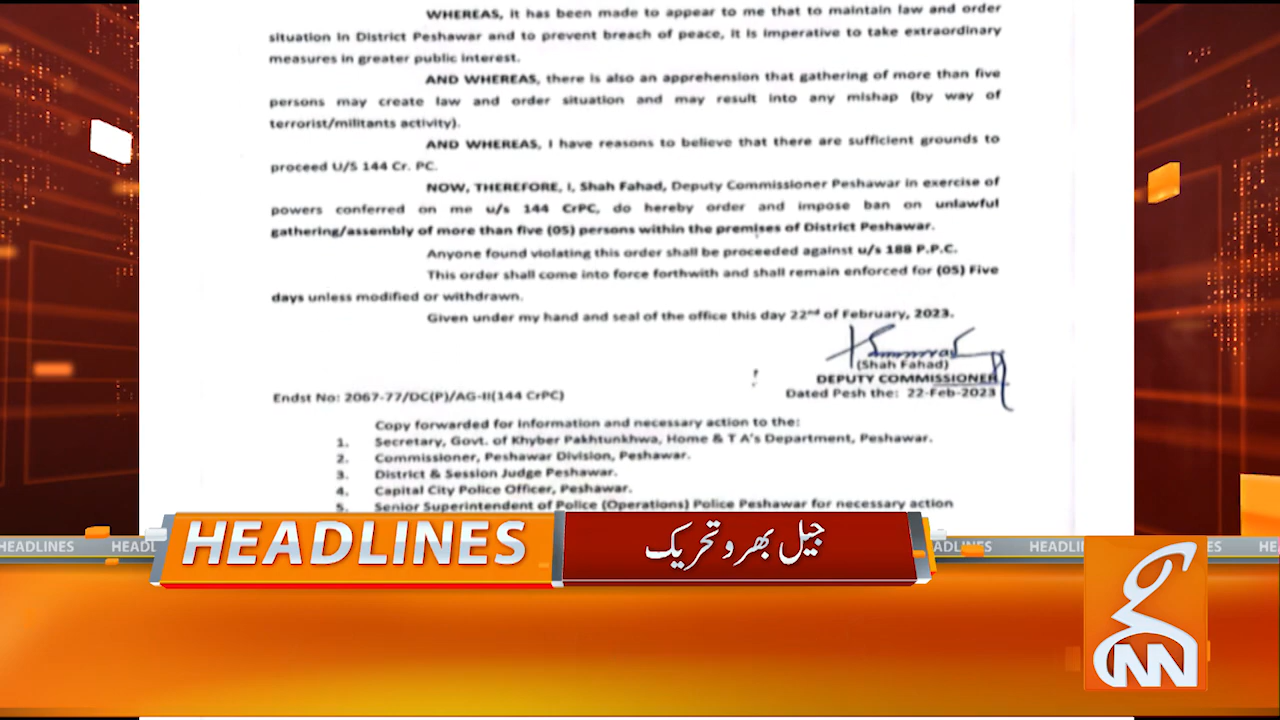 WHEREAS, it has been made to appear to me that to maintain law and order
situation in District Peshawar and to prevent breach of peace, it is imperative to take extraordinary
measures in greater public interest.
AND WHEREAS, there is also an apprehension that gathering of more than five
persons may create law and order situation and may result into any mishap (by way of
terrorist/militants activity).
AND WHEREAS, I have reasons to believe that there are sufficient grounds to
proceed U/S 144 Cr. PC.
NOW, THEREFORE, I, Shah Fahad, Deputy Commissioner Peshawar in exercise of
powers conferred on me u/s 144 CrPC, do hereby order and impose ban on unlawful
gathering/assembly of more than five (05) persons within the premises of District Peshawar.
Anyone found violating this order shall be proceeded against u/s 188 P.P.C.
This order shall come into force forthwith and shall remain enforced for (05) Five
days unless modified or withdrawn.
Given under my hand and seal of the office this day 22nd of February, 2023.
(Shah Fahad)
DEPUTY COMMISSIONER
Endst No: 2067-77/DC(P)/AG-II(144 CrPC)
Dated Pesh the: 22-Feb-2023
Copy forwarded for information and necessary action to the:
1. Secretary, Govt. of Khyber Pakhtunkhwa, Home & T A's Department, Peshawar.
2. Commissioner, Peshawar Division, Peshawar.
3. District & Session Judge Peshawar.
4. Capital City Police Officer, Peshawar.
5. Senior Superintendent of Police (Operations) Police Peshawar for necessary action
HEADLINES
جیل بھرو تحریک
HEADLINES HEADL ADLINES HEADLI ES HE
GNN